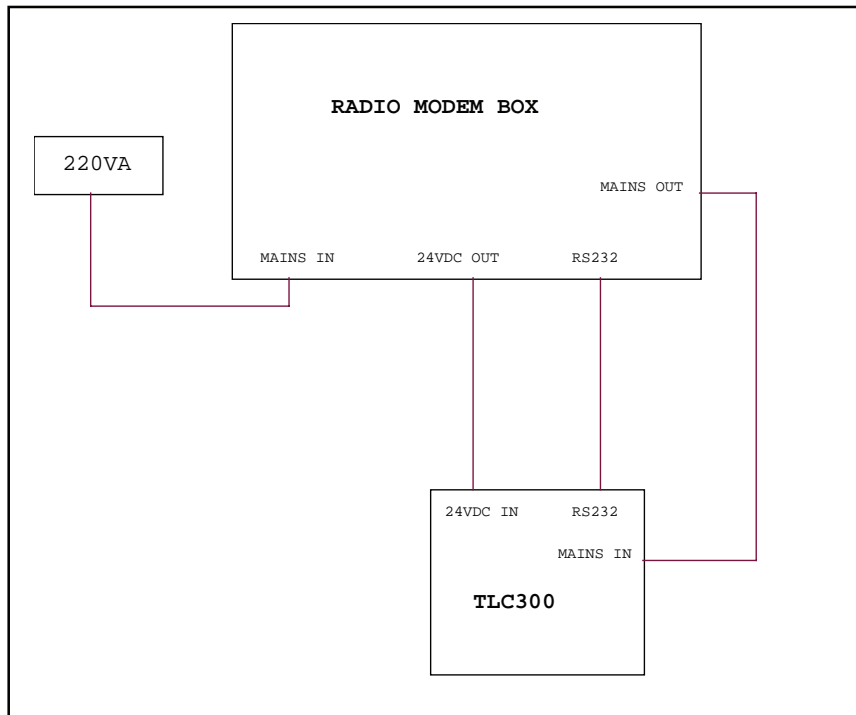 RADIO MODEM BOX
220VA
MAINS OUT
MAINS IN 24VDC OUT RS232
24VDC IN RS232
MAINS IN
TLC300